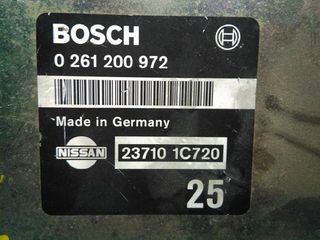 BOSCH
0 261 200 972
Made in Germany
NISSAN 23710 1C720
25